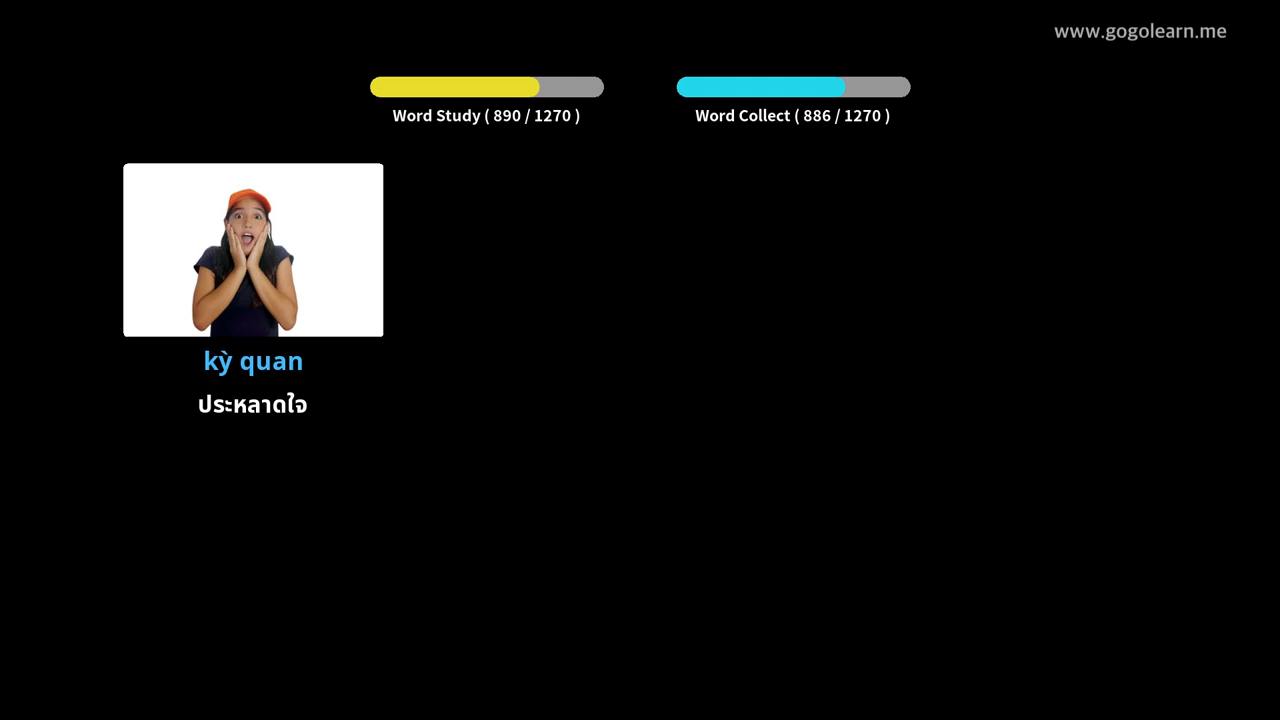 www.gogolearn.me
Word Study ( 890 / 1270 )
Word Collect ( 886 / 1270 )
kỳ quan
ประหลาดใจ